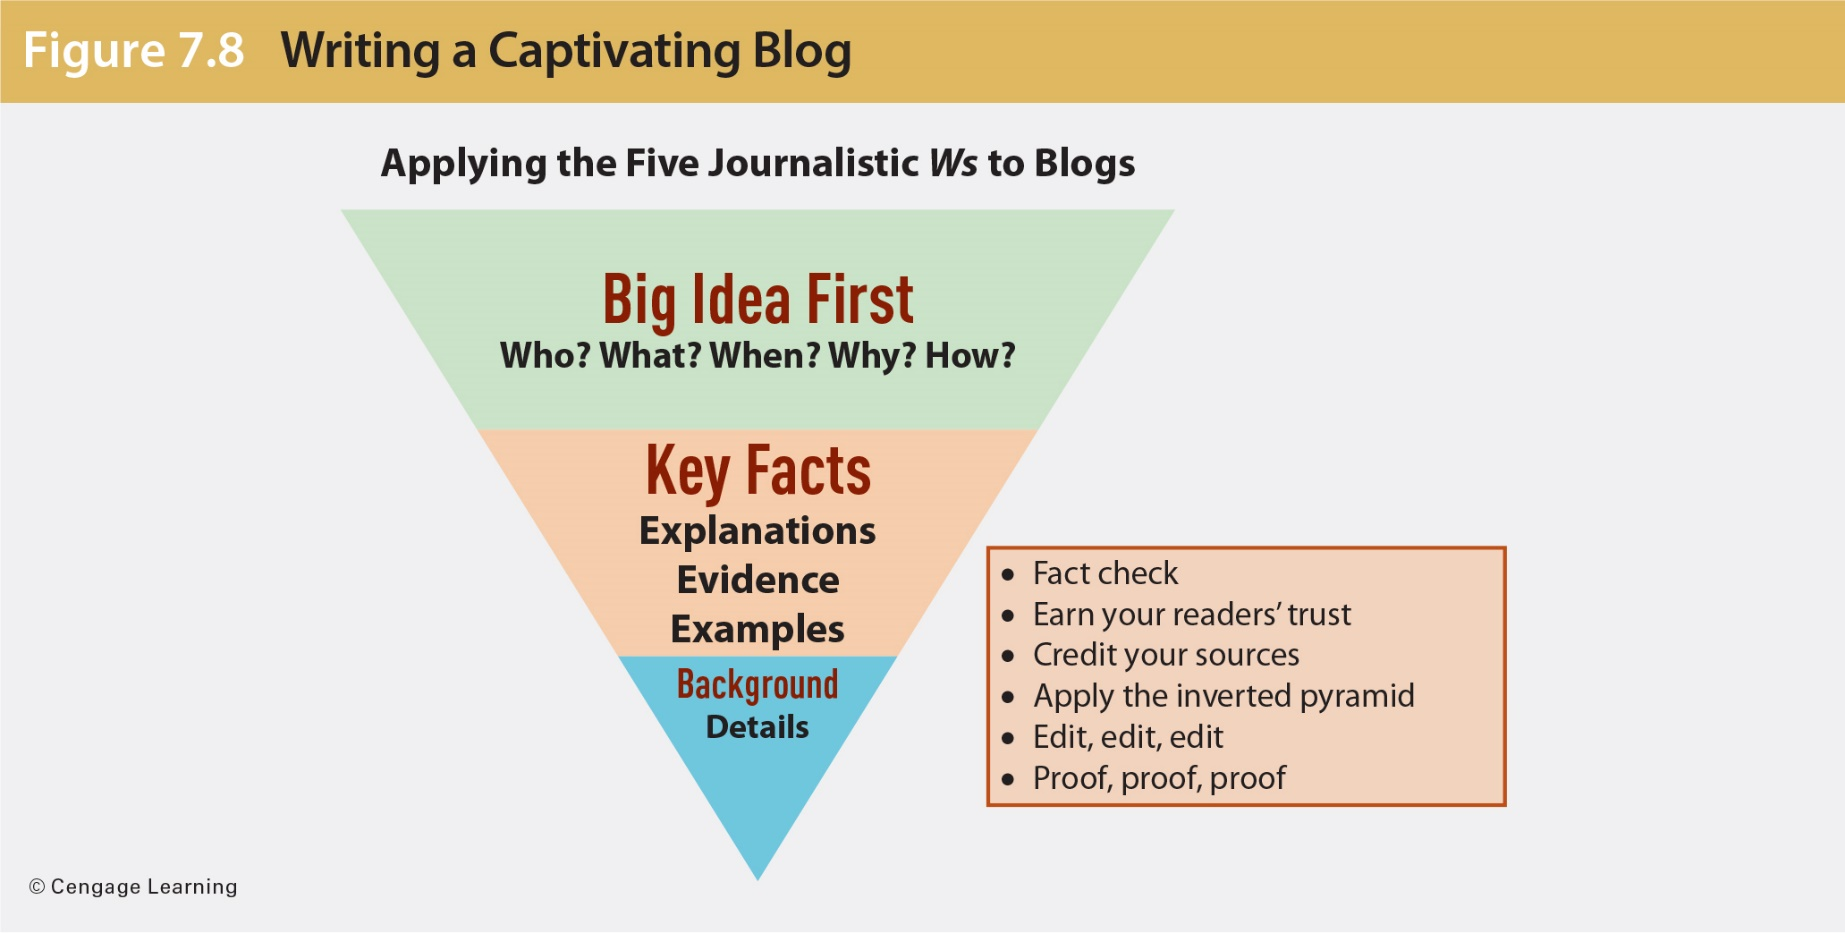 Figure 7.8 Writing a Captivating Blog
Applying the Five Journalistic Ws to Blogs
Big Idea First
Who? What? When? Why? How?
Key Facts
Explanations
Evidence
Examples
Background
Details
• Fact check
• Earn your readers’ trust
• Credit your sources
• Apply the inverted pyramid
• Edit, edit, edit
• Proof, proof, proof
© Cengage Learning